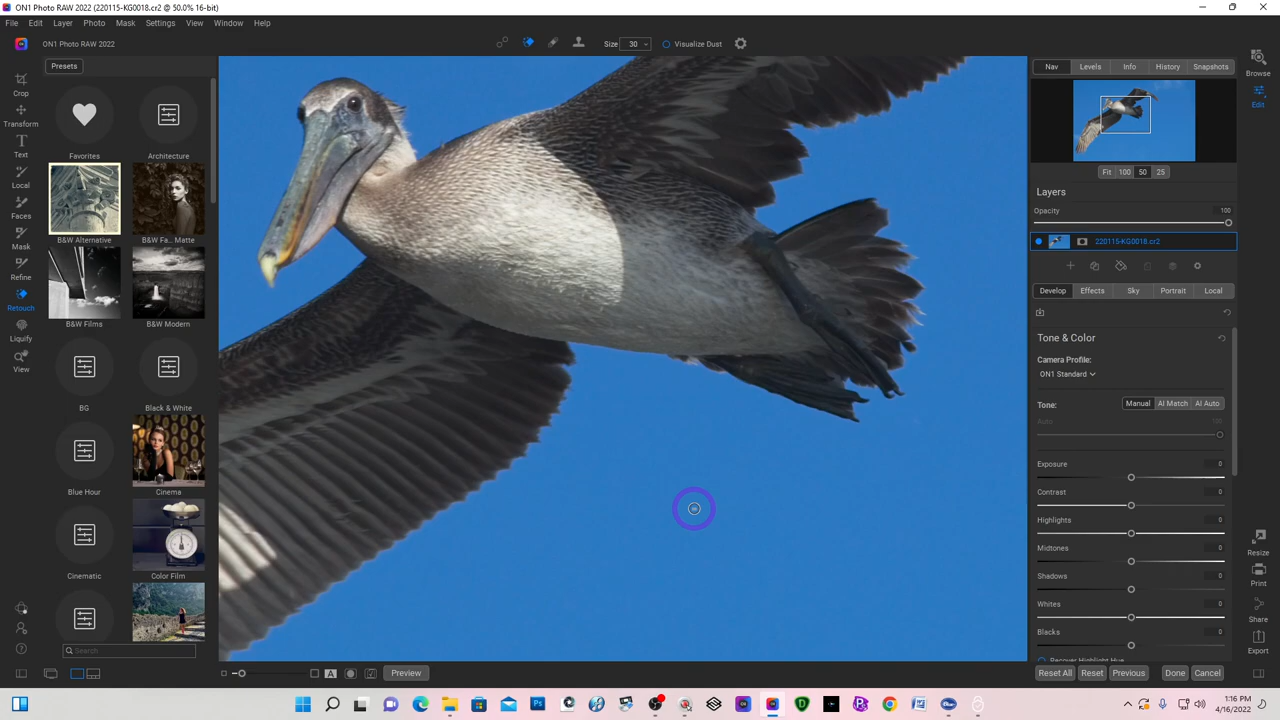 ON1 Photo RAW 2022 (220115-KG0018.cr2 @ 50.0% 16-bit)
File Edit Layer Photo Mask Settings View Window Help
ON1 Photo RAW 2022
Size 30 Visualize Dust
Presets
Crop
Transform
Text
Local
Faces
Mask
Refine
Retouch
Liquify
View
Favorites Architecture
B&W Alternative B&W Fa... Matte
B&W Films B&W Modern
BG Black & White
Blue Hour Cinema
Cinematic Color Film
Search
Nav Levels Info History Snapshots
Fit 100 50 25
Layers
Opacity 100
220115-KG0018.cr2
Develop Effects Sky Portrait Local
Tone & Color
Camera Profile:
ON1 Standard
Tone: Manual AI Match AI Auto
Auto 100
Exposure 0
Contrast 0
Highlights 0
Midtones 0
Shadows 0
Whites 0
Blacks 0
Recover Highlight Hue
Browse
Edit
Resize
Print
Share
Export
A Preview
Reset All Reset Previous Done Cancel
1:16 PM
4/16/2022